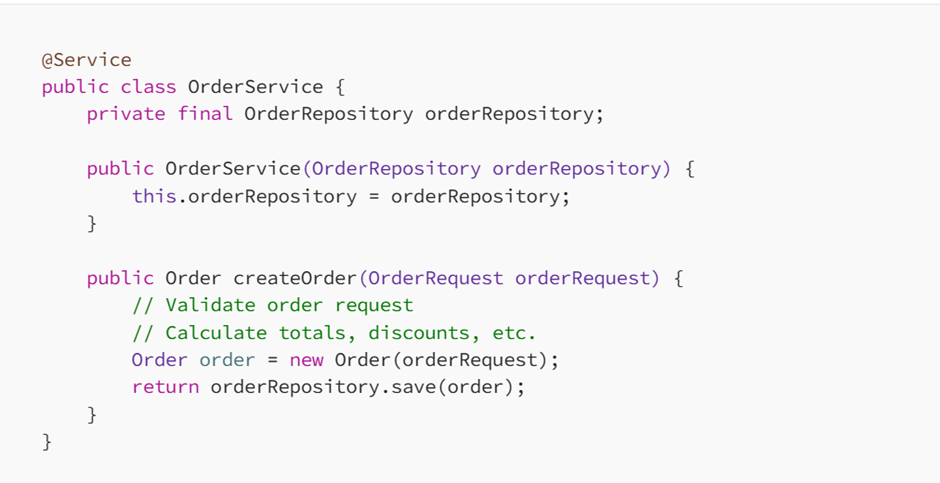 @Service
public class OrderService {
    private final OrderRepository orderRepository;

    public OrderService(OrderRepository orderRepository) {
        this.orderRepository = orderRepository;
    }

    public Order createOrder(OrderRequest orderRequest) {
        // Validate order request
        // Calculate totals, discounts, etc.
        Order order = new Order(orderRequest);
        return orderRepository.save(order);
    }
}